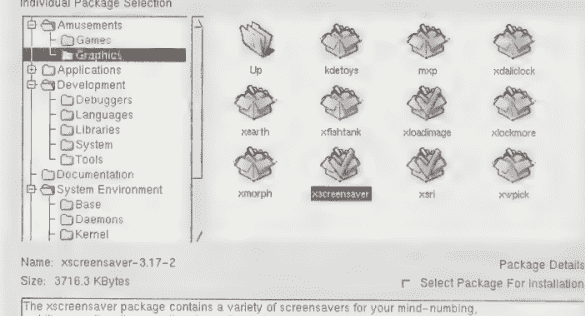 Individual Package Selection
Amusements
Games
Graphics
Applications
Development
Debuggers
Languages
Libraries
System
Tools
Documentation
System Environment
Base
Daemons
Kernel
Up
kdetoys
mxp
xdaliclock
xearth
xfishtank
xloadimage
xlockmore
xmorph
xscreensaver
xsri
xwpick
Name: xscreensaver-3.17-2
Size: 3716.3 KBytes
Package Details
Select Package For Installation
The xscreensaver package contains a variety of screensavers for your mind-numbing,